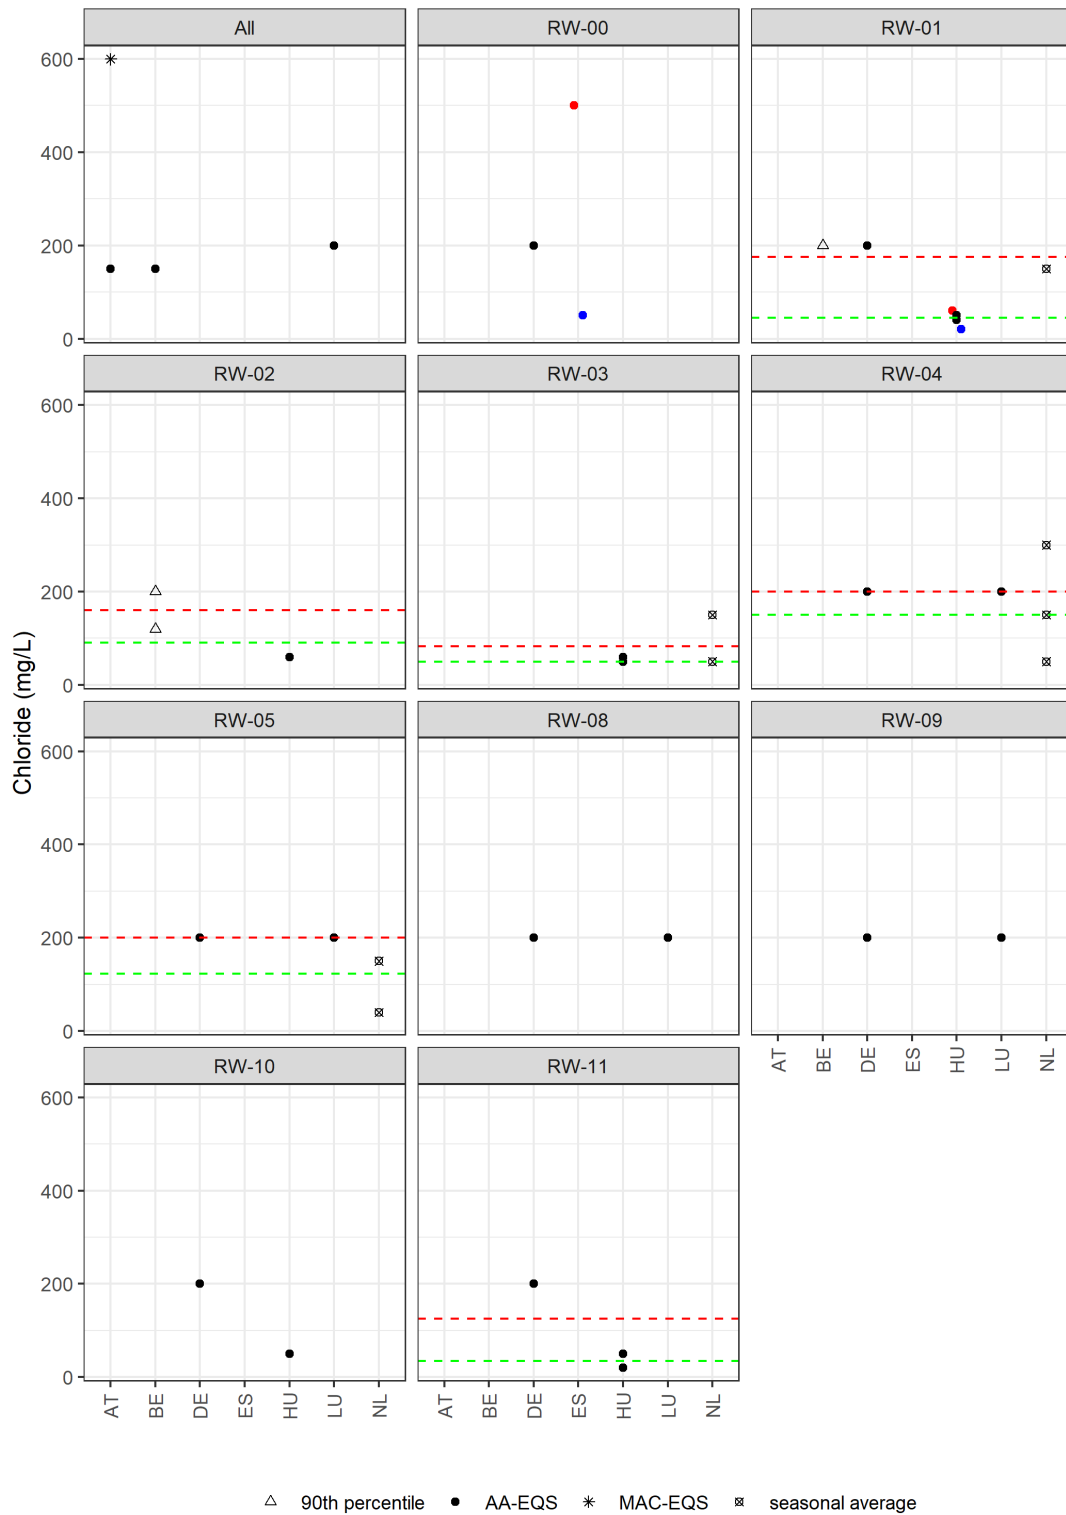 All RW-00 RW-01
600
400
200
0
RW-02 RW-03 RW-04
600
400
200
0
Chloride (mg/L)
RW-05 RW-08 RW-09
600
400
200
0
AT BE DE ES HU LU NL
RW-10 RW-11
600
400
200
0
AT BE DE ES HU LU NL AT BE DE ES HU LU NL
90th percentile AA-EQS MAC-EQS seasonal average